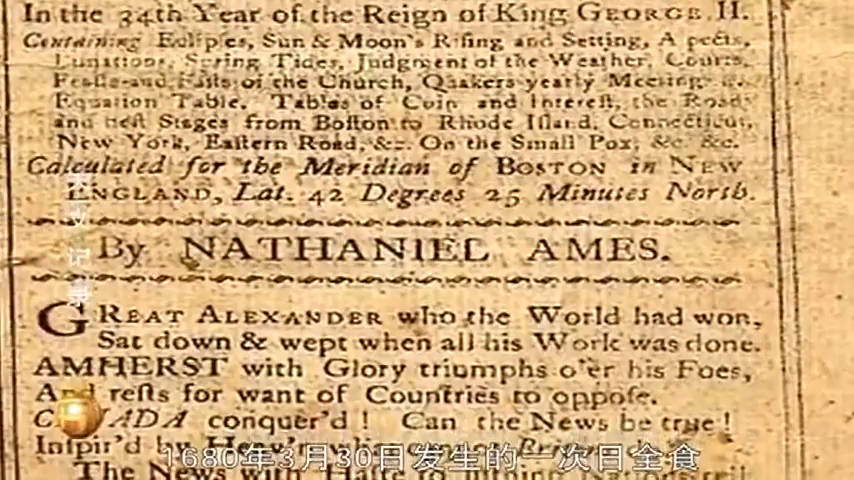 In the 34th Year of the Reign of King GEORGE II.
Containing Eclipses, Sun & Moon's Rising and Setting, Aspects,
Lunations, Spring Tides, Judgment of the Weather, Courts,
Feasts and Fasts of the Church, Quakers yearly Meetings &c.
Equation Table. Tables of Coin and Interest, the Roads
and best Stages from Boston to Rhode Island, Connecticut,
New York, Eastern Road, &c. On the Small Pox, &c. &c.
Calculated for the Meridian of BOSTON in NEW
ENGLAND, Lat. 42 Degrees 25 Minutes North.
By NATHANIEL AMES.
GREAT ALEXANDER who the World had won,
Sat down & wept when all his Work was done.
AMHERST with Glory triumphs o'er his Foes,
And rests for want of Countries to oppose.
CANADA conquer'd! Can the News be true!
Inspir'd by Heav'n
The News with Haste to
1680年3月30日发生的一次日全食
记录